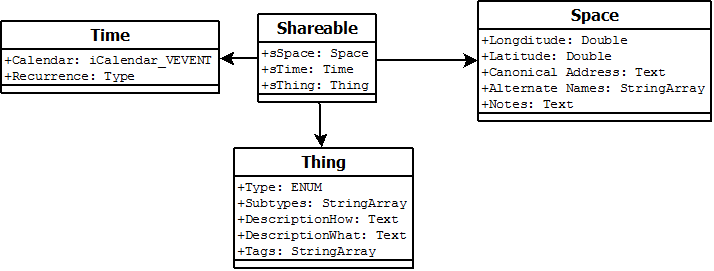 Time
+Calendar: iCalendar_VEVENT
+Recurrence: Type
Shareable
+sSpace: Space
+sTime: Time
+sThing: Thing
Space
+Longditude: Double
+Latitude: Double
+Canonical Address: Text
+Alternate Names: StringArray
+Notes: Text
Thing
+Type: ENUM
+Subtypes: StringArray
+DescriptionHow: Text
+DescriptionWhat: Text
+Tags: StringArray